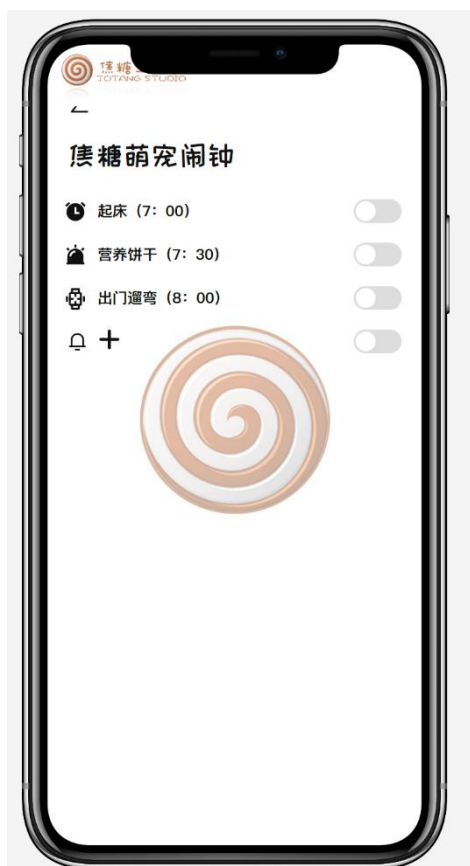 焦糖
JOTANG STUDIO
焦糖萌宠闹钟
起床（7：00）
营养饼干（7：30）
出门遛弯（8：00）